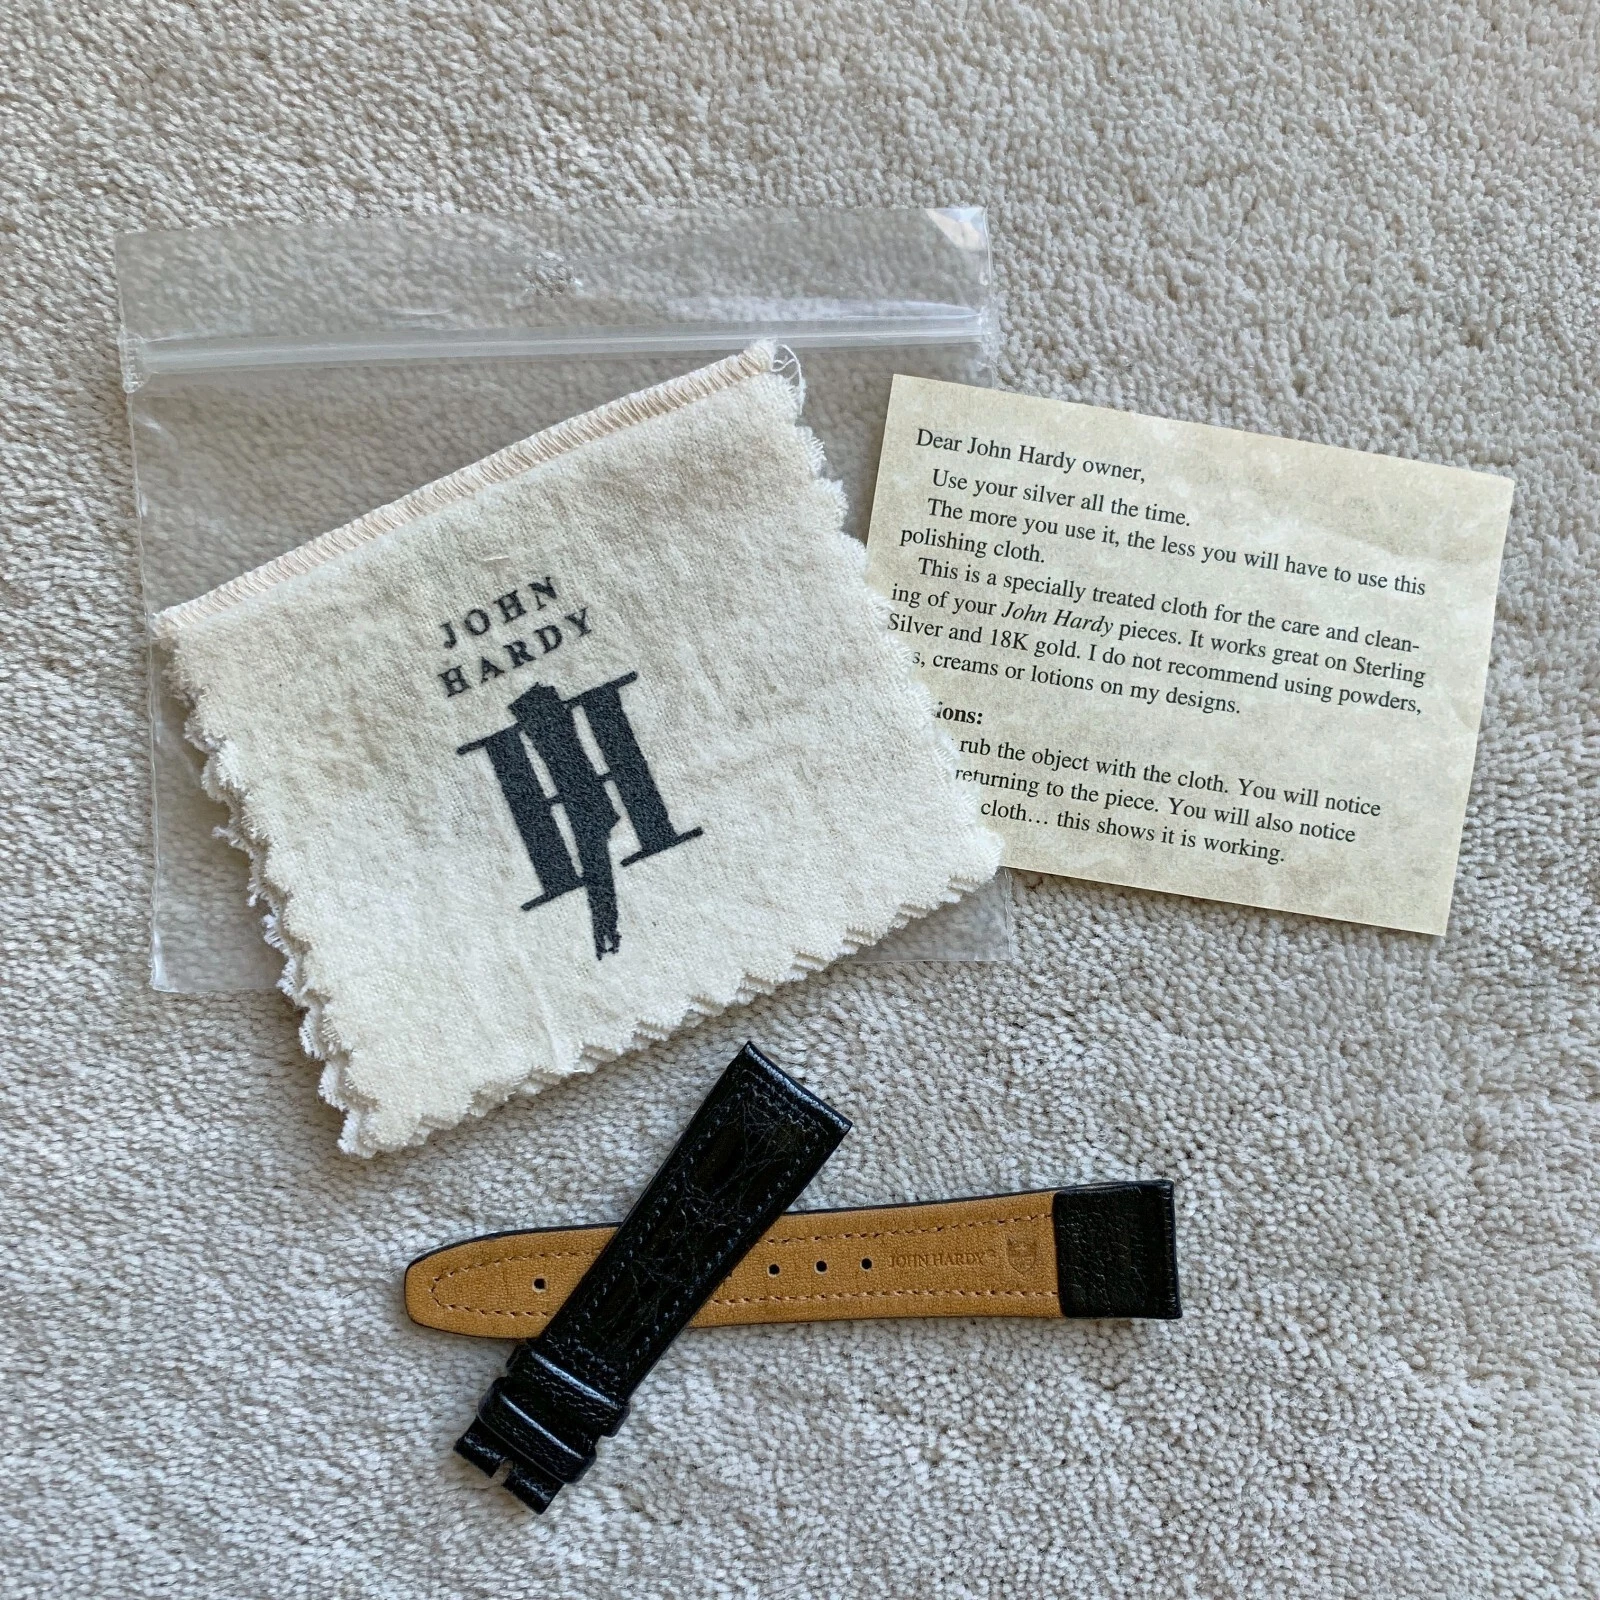 JOHN
HARDY
Dear John Hardy owner,
Use your silver all the time.
The more you use it, the less you will have to use this
polishing cloth.
This is a specially treated cloth for the care and clean-
ing of your John Hardy pieces. It works great on Sterling
Silver and 18K gold. I do not recommend using powders,
creams or lotions on my designs.
rub the object with the cloth. You will notice
returning to the piece. You will also notice
cloth... this shows it is working.
JOHN HARDY